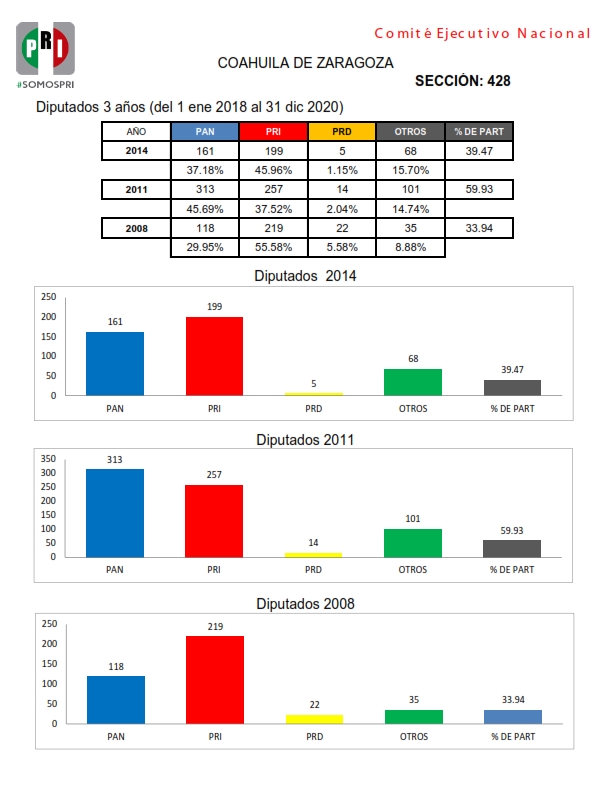 PRI
#SOMOSPRI
Comité Ejecutivo Nacional
COAHUILA DE ZARAGOZA
SECCIÓN: 428
Diputados 3 años (del 1 ene 2018 al 31 dic 2020)
AÑO PAN PRI PRD OTROS % DE PART
2014 161 199 5 68 39.47
37.18% 45.96% 1.15% 15.70%
2011 313 257 14 101 59.93
45.69% 37.52% 2.04% 14.74%
2008 118 219 22 35 33.94
29.95% 55.58% 5.58% 8.88%
Diputados 2014
250
200
150
100
50
0
161 199 5 68 39.47
PAN PRI PRD OTROS % DE PART
Diputados 2011
350
300
250
200
150
100
50
0
313 257 14 101 59.93
PAN PRI PRD OTROS % DE PART
Diputados 2008
250
200
150
100
50
0
118 219 22 35 33.94
PAN PRI PRD OTROS % DE PART